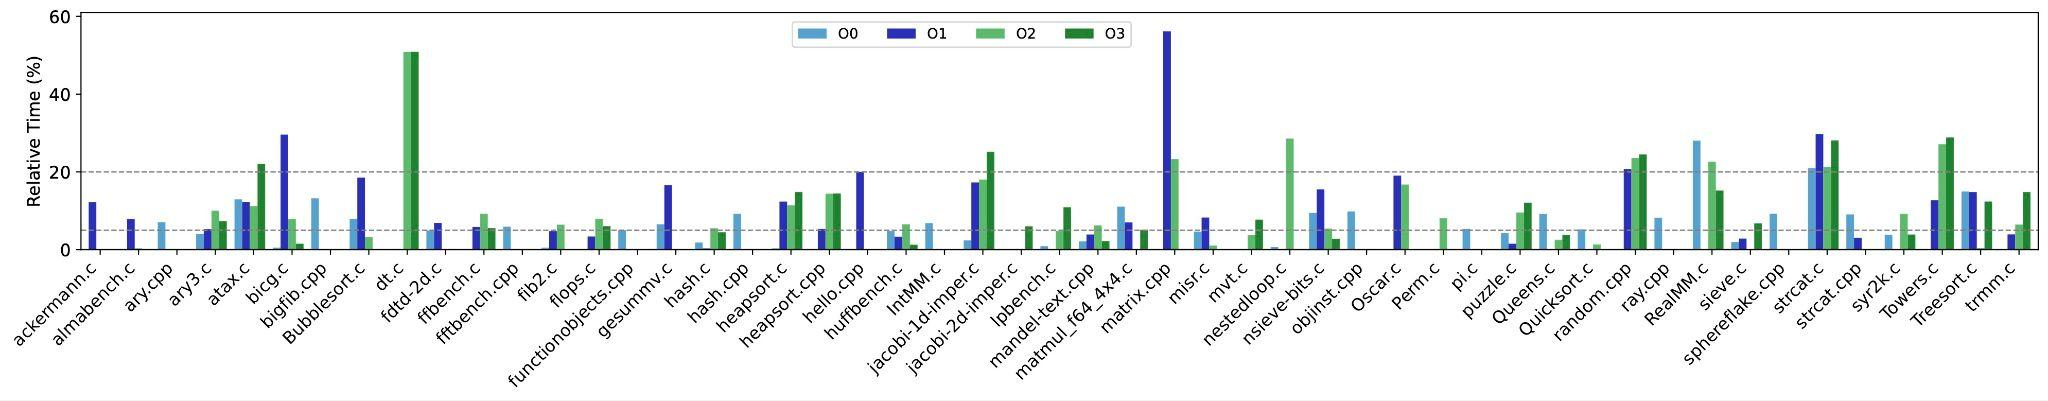 Relative Time (%)
60
40
20
0
O0 O1 O2 O3
ackermann.c
almabench.c
ary.cpp
ary3.c
atax.c
bicg.c
bigfib.cpp
Bubblesort.c
dt.c
fdtd-2d.c
ffbench.c
fftbench.cpp
fib2.c
flops.c
functionobjects.cpp
gesummv.c
hash.c
hash.cpp
heapsort.c
heapsort.cpp
hello.cpp
huffbench.c
IntMM.c
jacobi-1d-imper.c
jacobi-2d-imper.c
lpbench.c
mandel-text.cpp
matmul_f64_4x4.c
matrix.cpp
misr.c
mvt.c
nestedloop.c
nsieve-bits.c
objinst.cpp
Oscar.c
Perm.c
pi.c
puzzle.c
Queens.c
Quicksort.c
random.cpp
ray.cpp
RealMM.c
sieve.c
sphereflake.cpp
strcat.c
strcat.cpp
syr2k.c
Towers.c
Treesort.c
trmm.c